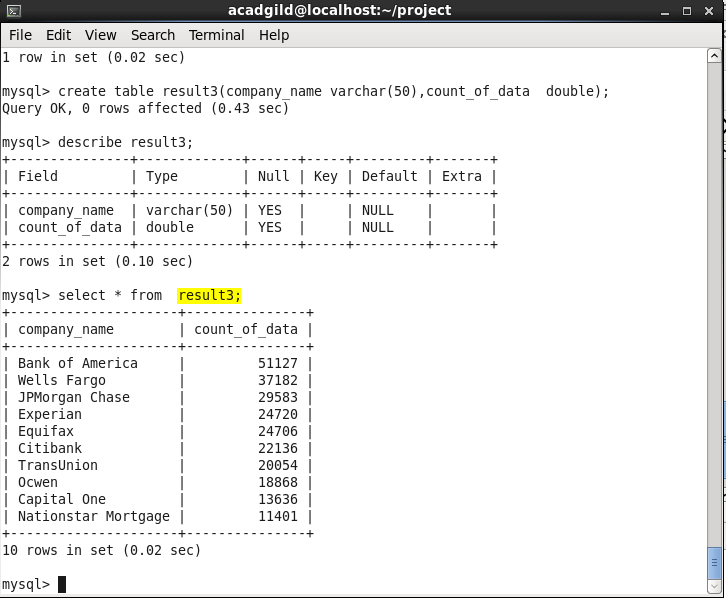 acadgild@localhost:~/project
File Edit View Search Terminal Help
1 row in set (0.02 sec)
mysql> create table result3(company_name varchar(50),count_of_data  double);
Query OK, 0 rows affected (0.43 sec)
mysql> describe result3;
+---------------+-------------+------+-----+---------+-------+
| Field         | Type        | Null | Key | Default | Extra |
+---------------+-------------+------+-----+---------+-------+
| company_name  | varchar(50) | YES  |     | NULL    |       |
| count_of_data | double      | YES  |     | NULL    |       |
+---------------+-------------+------+-----+---------+-------+
2 rows in set (0.10 sec)
mysql> select * from  result3;
+---------------------+---------------+
| company_name        | count_of_data |
+---------------------+---------------+
| Bank of America     |         51127 |
| Wells Fargo         |         37182 |
| JPMorgan Chase      |         29583 |
| Experian            |         24720 |
| Equifax             |         24706 |
| Citibank            |         22136 |
| TransUnion          |         20054 |
| Ocwen               |         18868 |
| Capital One         |         13636 |
| Nationstar Mortgage |         11401 |
+---------------------+---------------+
10 rows in set (0.02 sec)
mysql>